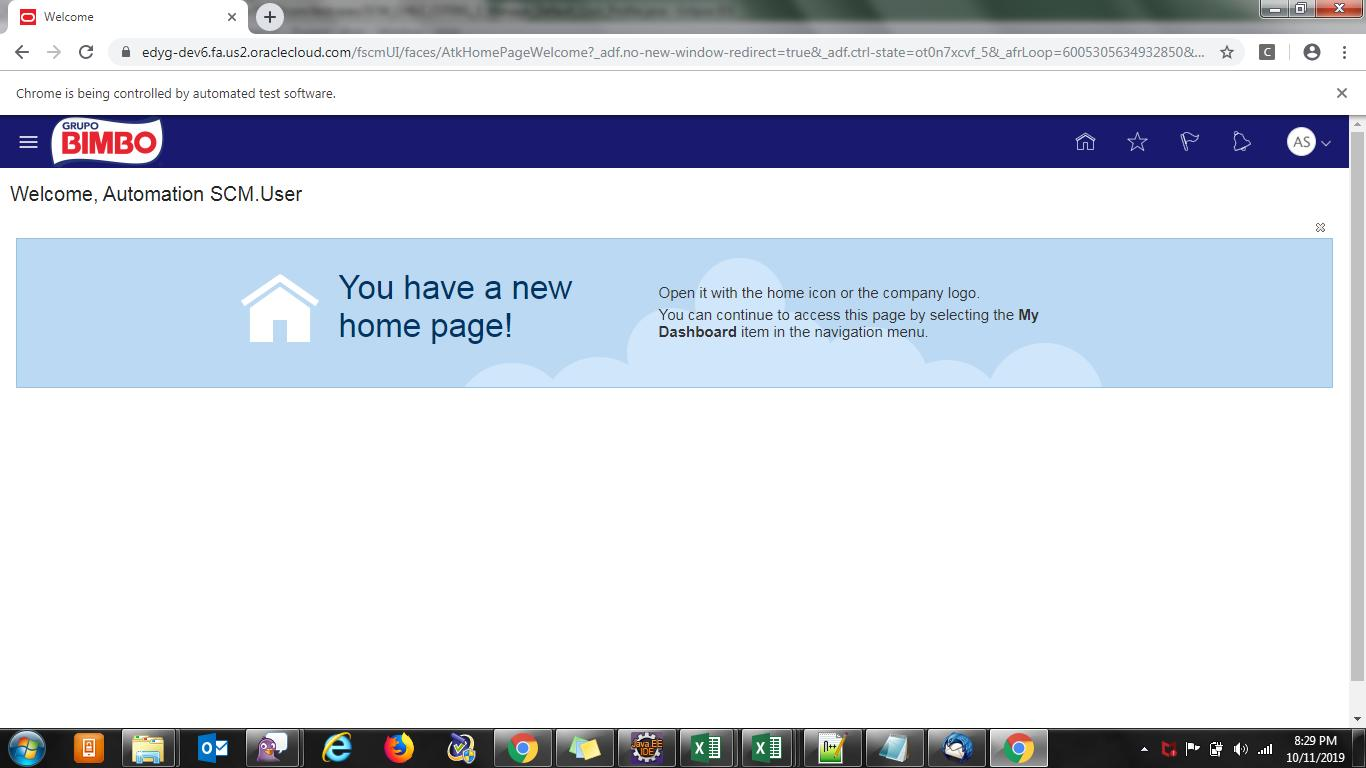 Welcome
edyg-dev6.fa.us2.oraclecloud.com/fscmUI/faces/AtkHomePageWelcome?_adf.no-new-window-redirect=true&_adf.ctrl-state=ot0n7xcvf_5&_afrLoop=6005305634932850&...
C
Chrome is being controlled by automated test software.
GRUPO
BIMBO
AS
Welcome, Automation SCM.User
You have a new
home page!
Open it with the home icon or the company logo.
You can continue to access this page by selecting the My
Dashboard item in the navigation menu.
Java EE
IDE
8:29 PM
10/11/2019